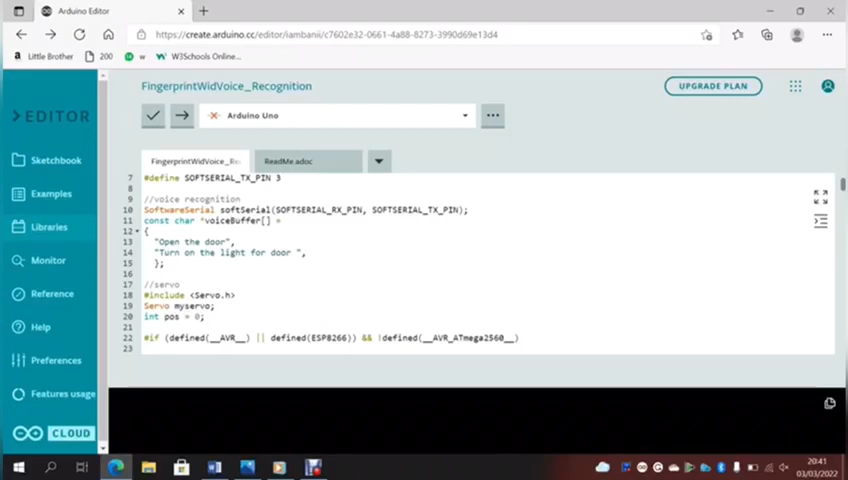 Arduino Editor
https://create.arduino.cc/editor/iambanii/c7602e32-0661-4a88-8273-3990d69e13d4
Little Brother
200
w
W3Schools Online...
EDITOR
Sketchbook
Examples
Libraries
Monitor
Reference
Help
Preferences
Features usage
CLOUD
FingerprintWidVoice_Recognition
UPGRADE PLAN
Arduino Uno
FingerprintWidVoice_Re
ReadMe.adoc
7 #define SOFTSERIAL_TX_PIN 3
8
9 //voice recognition
10 SoftwareSerial softSerial(SOFTSERIAL_RX_PIN, SOFTSERIAL_TX_PIN);
11 const char *voiceBuffer[] =
12 {
13 "Open the door",
14 "Turn on the light for door ",
15 };
16
17 //servo
18 #include <Servo.h>
19 Servo myservo;
20 int pos = 0;
21
22 #if (defined(__AVR__) || defined(ESP8266)) && !defined(__AVR_ATmega2560__)
23
20:41
03/03/2022